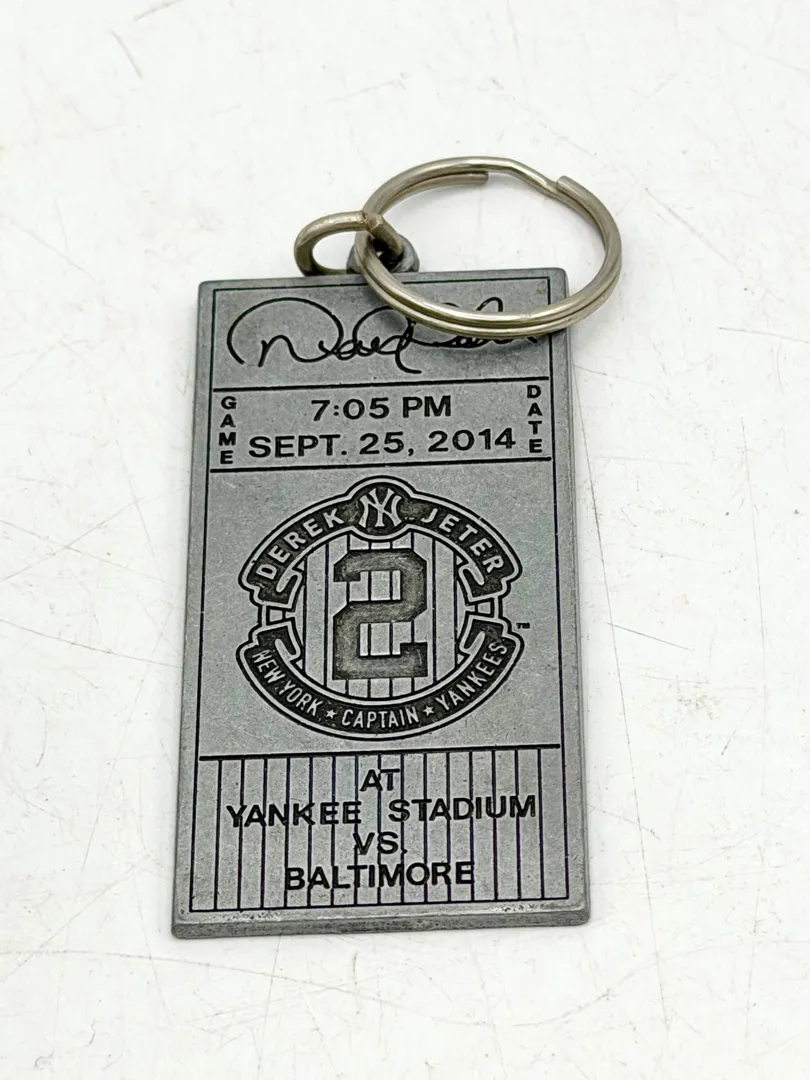 GAME
7:05 PM
SEPT. 25, 2014
DATE
DEREK NY JETER
2
™
NEW YORK ★ CAPTAIN ★ YANKEES
AT
YANKEE STADIUM
VS.
BALTIMORE